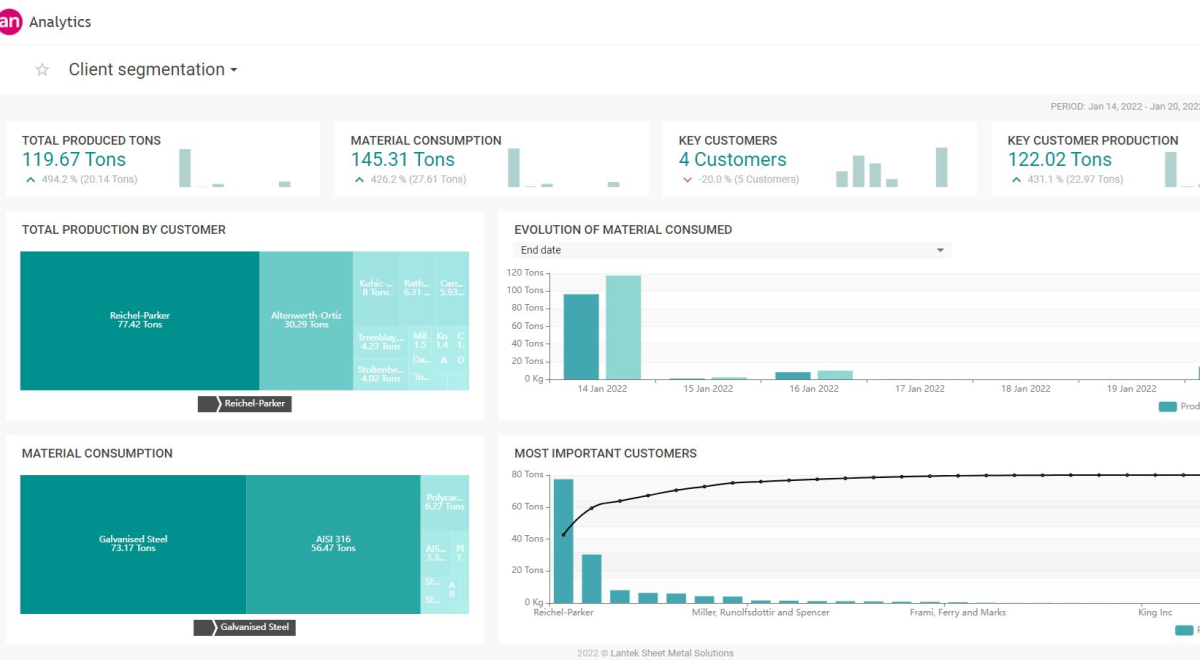 an Analytics
Client segmentation
PERIOD: Jan 14, 2022 - Jan 20, 202
TOTAL PRODUCED TONS
119.67 Tons
494.2 % (20.14 Tons)
MATERIAL CONSUMPTION
145.31 Tons
426.2 % (27.61 Tons)
KEY CUSTOMERS
4 Customers
-20.0 % (5 Customers)
KEY CUSTOMER PRODUCTION
122.02 Tons
431.1 % (22.97 Tons)
TOTAL PRODUCTION BY CUSTOMER
Reichel-Parker
77.42 Tons
Altenwerth-Ortiz
30.29 Tons
Kuhic-...
8 Tons
Rath...
6.31 ...
Carr...
5.93...
Tremblay,...
4.23 Tons
Mil
1.5
Ko
1.4
C
1.
Da...
A
D
Stoltenbe...
4.02 Tons
To...
Reichel-Parker
EVOLUTION OF MATERIAL CONSUMED
End date
120 Tons
100 Tons
80 Tons
60 Tons
40 Tons
20 Tons
0 Kg
14 Jan 2022
15 Jan 2022
16 Jan 2022
17 Jan 2022
18 Jan 2022
19 Jan 2022
Prod
MATERIAL CONSUMPTION
Galvanised Steel
73.17 Tons
AISI 316
56.47 Tons
Polycar...
6.27 Tons
AIS...
3.3...
Pl
1.
St...
A
8
St...
Galvanised Steel
MOST IMPORTANT CUSTOMERS
80 Tons
60 Tons
40 Tons
20 Tons
0 Kg
Reichel-Parker
Miller, Runolfsdottir and Spencer
Frami, Ferry and Marks
King Inc
2022 © Lantek Sheet Metal Solutions